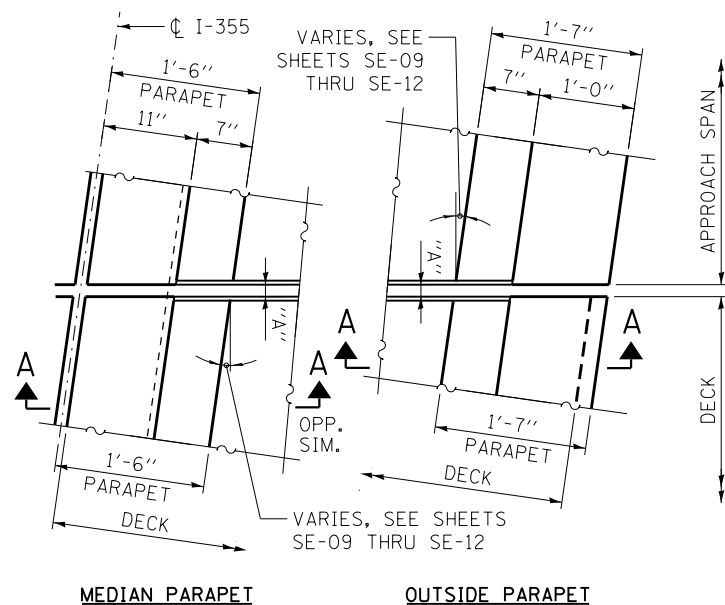 ℄ I-355
1'-6"
PARAPET
11"
7"
VARIES, SEE
SHEETS SE-09
THRU SE-12
1'-7"
PARAPET
7"
1'-0"
APPROACH SPAN
"A"
"A"
"A"
A
A
A
A
OPP.
SIM.
DECK
1'-6"
PARAPET
DECK
1'-7"
PARAPET
DECK
VARIES, SEE SHEETS
SE-09 THRU SE-12
MEDIAN PARAPET
OUTSIDE PARAPET